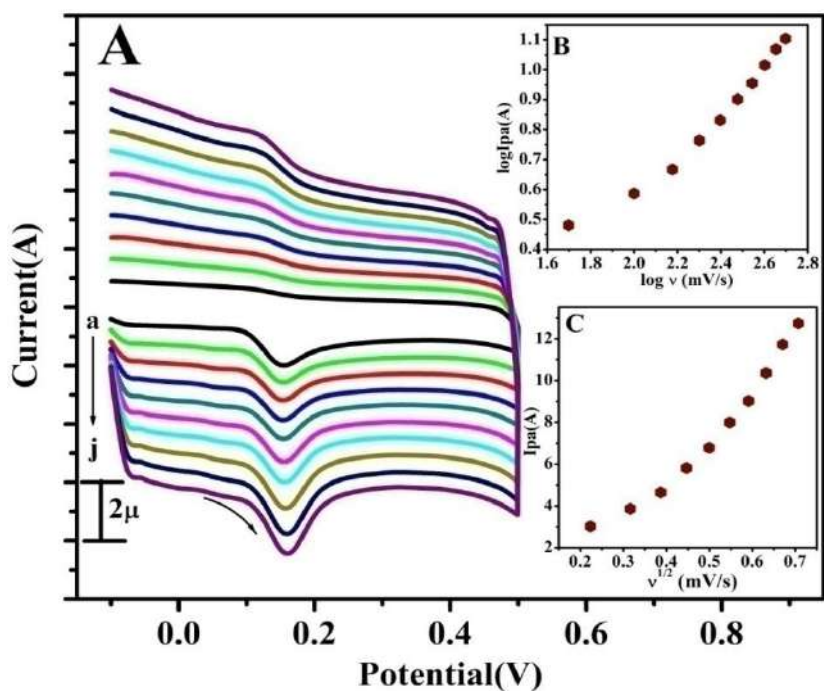 A
Current(A)
a
j
2μ
0.0 0.2 0.4 0.6 0.8
Potential(V)
B
logIpa(A)
1.1
1.0
0.9
0.8
0.7
0.6
0.5
0.4
1.6 1.8 2.0 2.2 2.4 2.6 2.8
log ν (mV/s)
C
Ipa(A)
12
10
8
6
4
2
0.2 0.3 0.4 0.5 0.6 0.7
ν1/2 (mV/s)